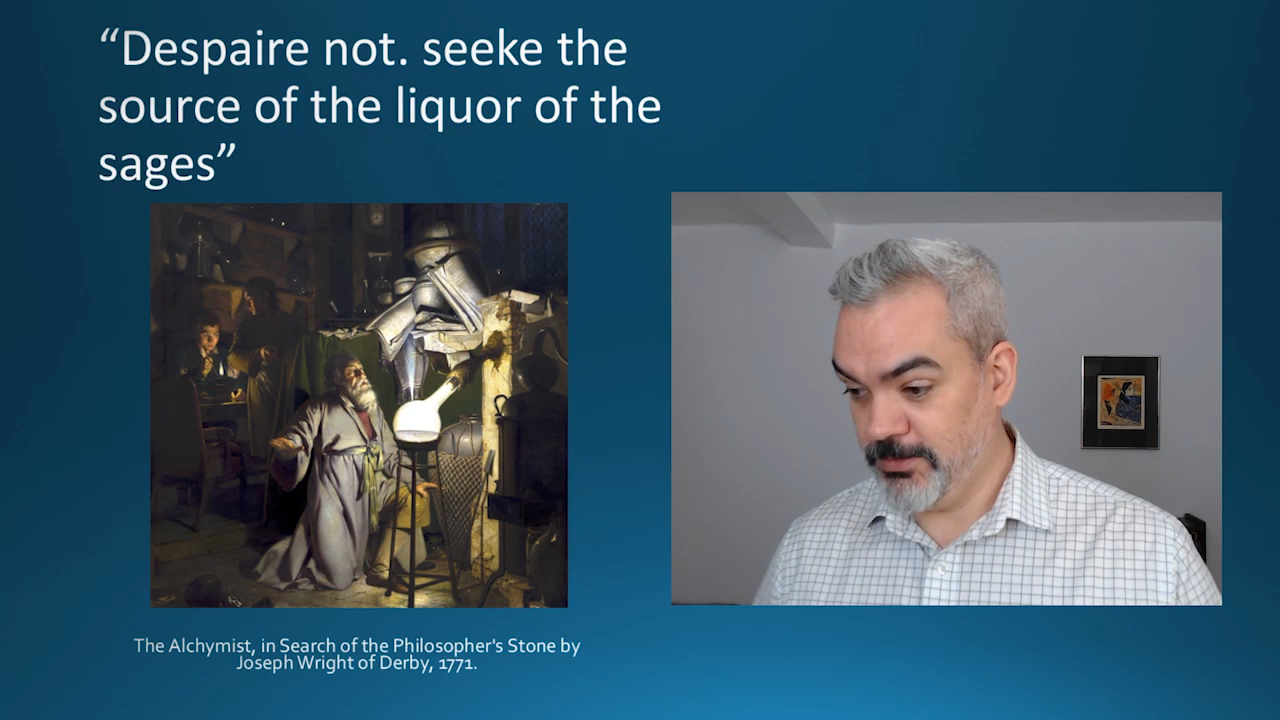 “Despaire not. seeke the
source of the liquor of the
sages”
The Alchymist, in Search of the Philosopher's Stone by
Joseph Wright of Derby, 1771.